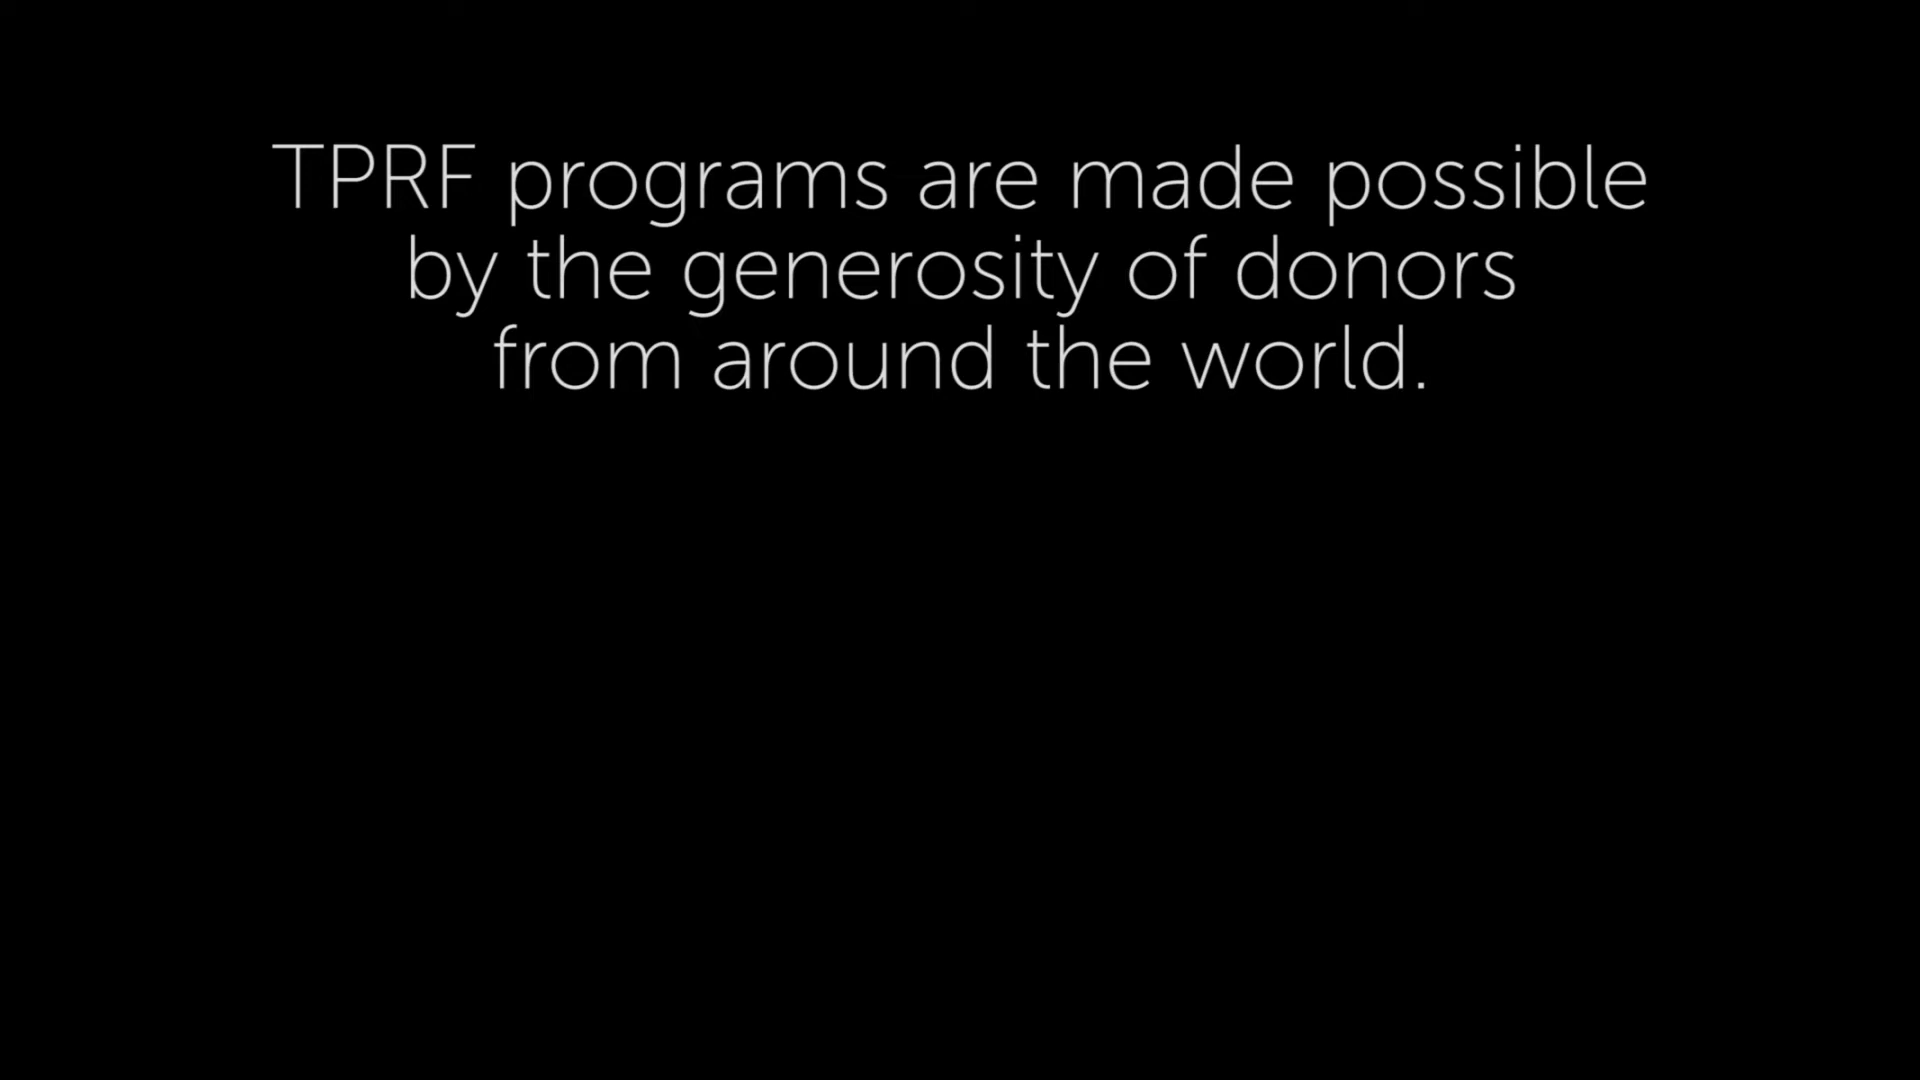 TPRF programs are made possible
by the generosity of donors
from around the world.